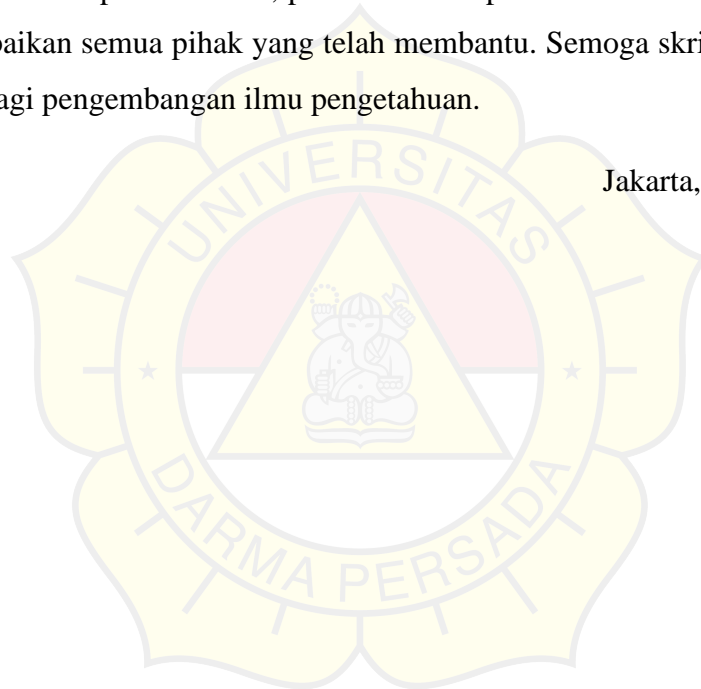 baikan semua pihak yang telah membantu. Semoga skri
agi pengembangan ilmu pengetahuan.
Jakarta,
UNIVERSITAS
DARMA PERSADA